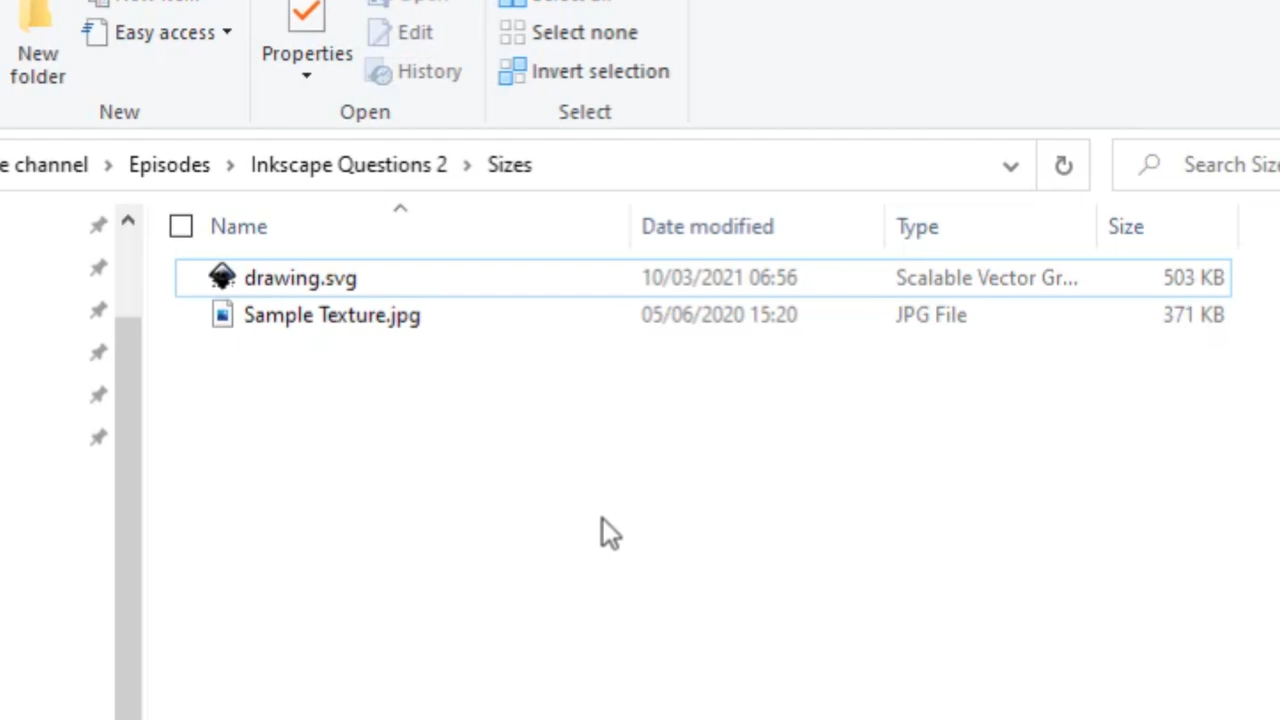 New folder
Easy access
New
Properties
Edit
History
Open
Select none
Invert selection
Select
e channel > Episodes > Inkscape Questions 2 > Sizes
Search Size
Name
Date modified
Type
Size
drawing.svg
10/03/2021 06:56
Scalable Vector Gr...
503 KB
Sample Texture.jpg
05/06/2020 15:20
JPG File
371 KB